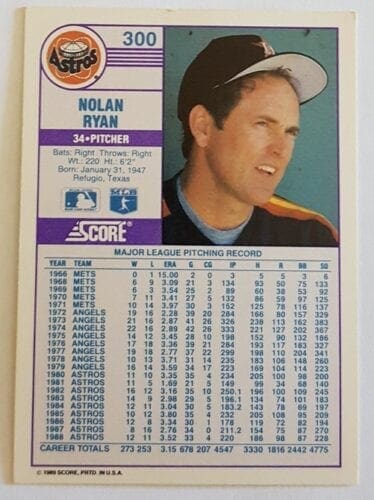 Astros
300
NOLAN
RYAN
34•PITCHER
Bats: Right Throws: Right
Wt.: 220 Ht.: 6'2"
Born: January 31, 1947
Refugio, Texas
MLB
SCORE
MAJOR LEAGUE PITCHING RECORD
YEAR TEAM W L ERA G CG IP H R BB SO
1966 METS 0 1 15.00 2 0 3 5 5 3 6
1968 METS 6 9 3.09 21 3 134 93 50 75 133
1969 METS 6 3 3.54 25 2 89 60 38 53 92
1970 METS 7 11 3.41 27 5 132 86 59 97 125
1971 METS 10 14 3.97 30 3 152 125 78 116 137
1972 ANGELS 19 16 2.28 39 20 284 166 80 157 329
1973 ANGELS 21 16 2.87 41 26 326 238 113 162 383
1974 ANGELS 22 16 2.89 42 26 333 221 127 202 367
1975 ANGELS 14 12 3.45 28 10 198 152 90 132 186
1976 ANGELS 17 18 3.36 39 21 284 193 117 183 327
1977 ANGELS 19 16 2.77 37 22 299 198 110 204 341
1978 ANGELS 10 13 3.71 31 14 235 183 106 148 260
1979 ANGELS 16 14 3.59 34 17 223 169 104 114 223
1980 ASTROS 11 10 3.35 35 4 234 205 100 98 200
1981 ASTROS 11 5 1.69 21 5 149 99 34 68 140
1982 ASTROS 16 12 3.16 35 10 250.1 196 100 109 245
1983 ASTROS 14 9 2.98 29 5 196.1 134 74 101 183
1984 ASTROS 12 11 3.04 30 5 183.2 143 78 69 197
1985 ASTROS 10 12 3.80 35 4 232 205 108 95 209
1986 ASTROS 12 8 3.34 30 1 178 119 72 82 194
1987 ASTROS 8 16 2.76 34 0 211.2 154 75 87 270
1988 ASTROS 12 11 3.52 33 4 220 186 98 87 228
CAREER TOTALS 273 253 3.15 678 207 4547 3330 1816 2442 4775
© 1989 SCORE, PRTD. IN U.S.A.